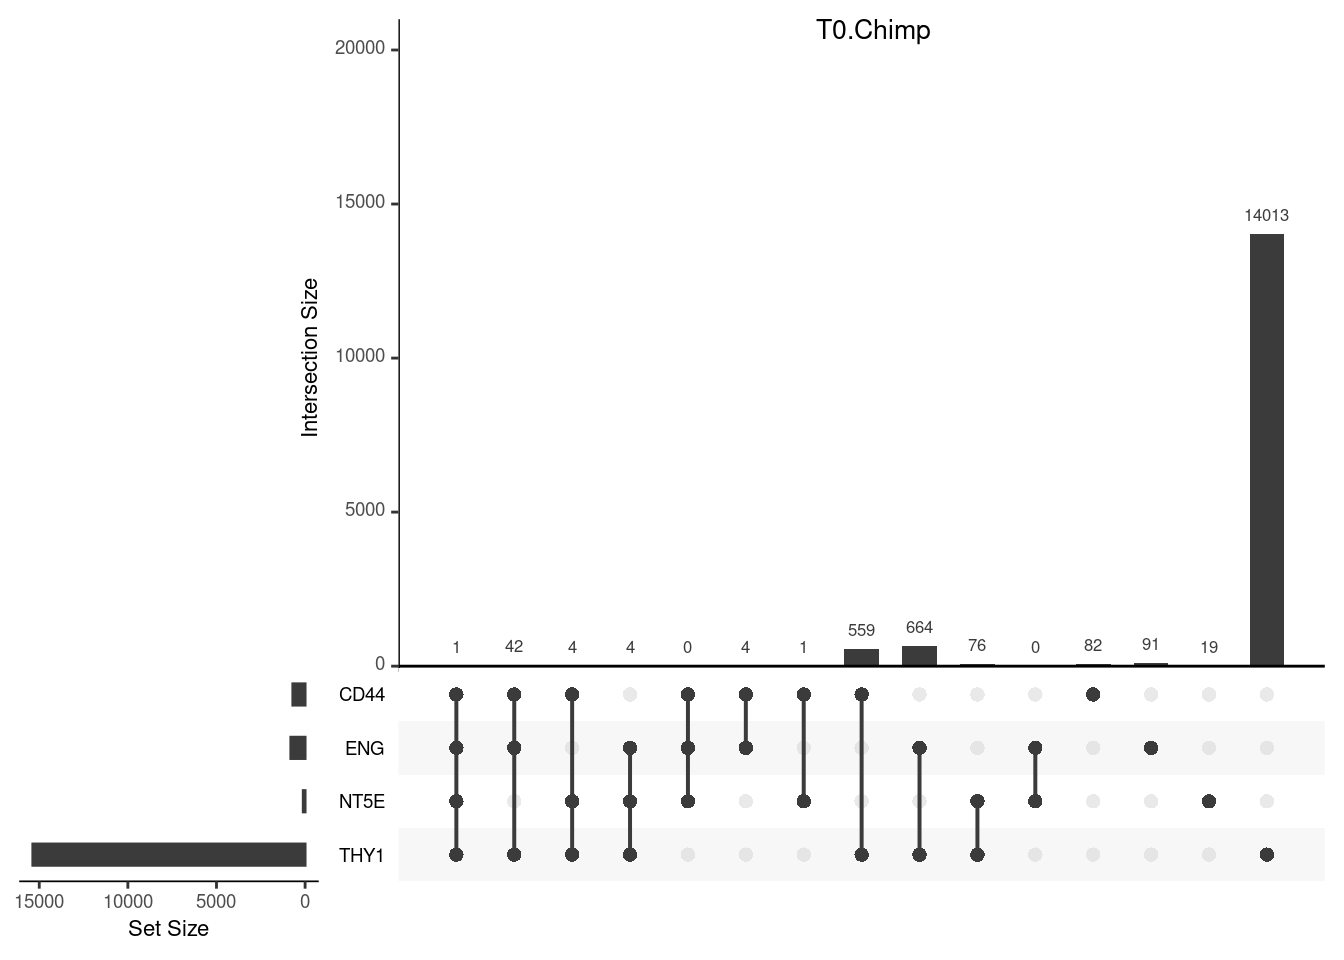 T0.Chimp
20000
15000
10000
5000
0
Intersection Size
14013
1 42 4 4 0 4 1 559 664 76 0 82 91 19
CD44
ENG
NT5E
THY1
15000 10000 5000 0
Set Size